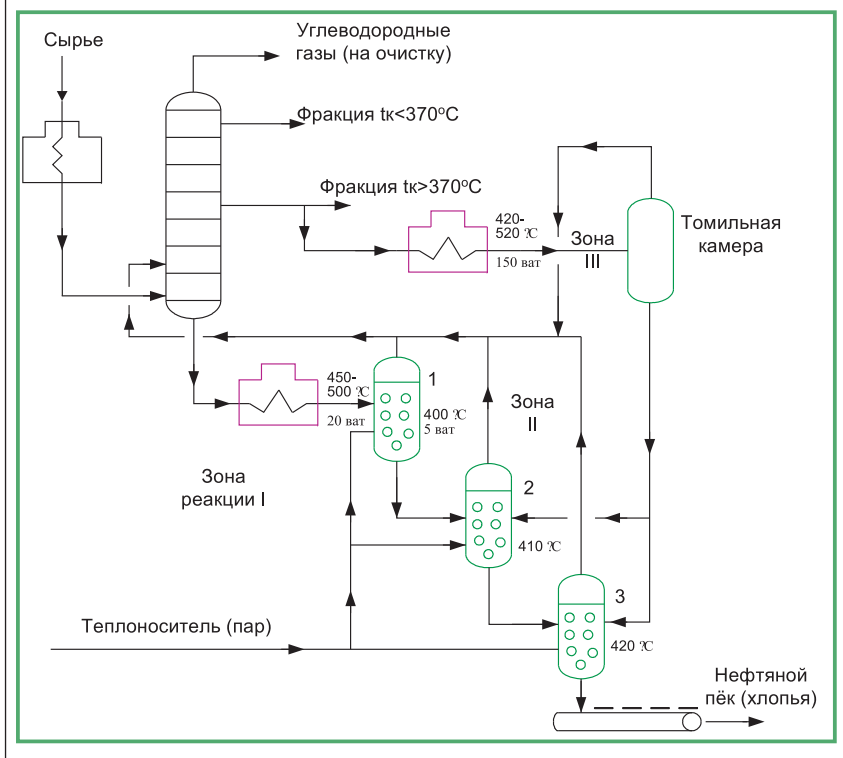 Сырье
Углеводородные
газы (на очистку)
Фракция tк<370°С
Фракция tк>370°С
420-
520 ?С
150 ват
Зона
III
Томильная
камера
450-
500 ?С
20 ват
1
400 ?С
5 ват
Зона
II
Зона
реакции I
2
410 ?С
3
420 ?С
Теплоноситель (пар)
Нефтяной
пёк (хлопья)